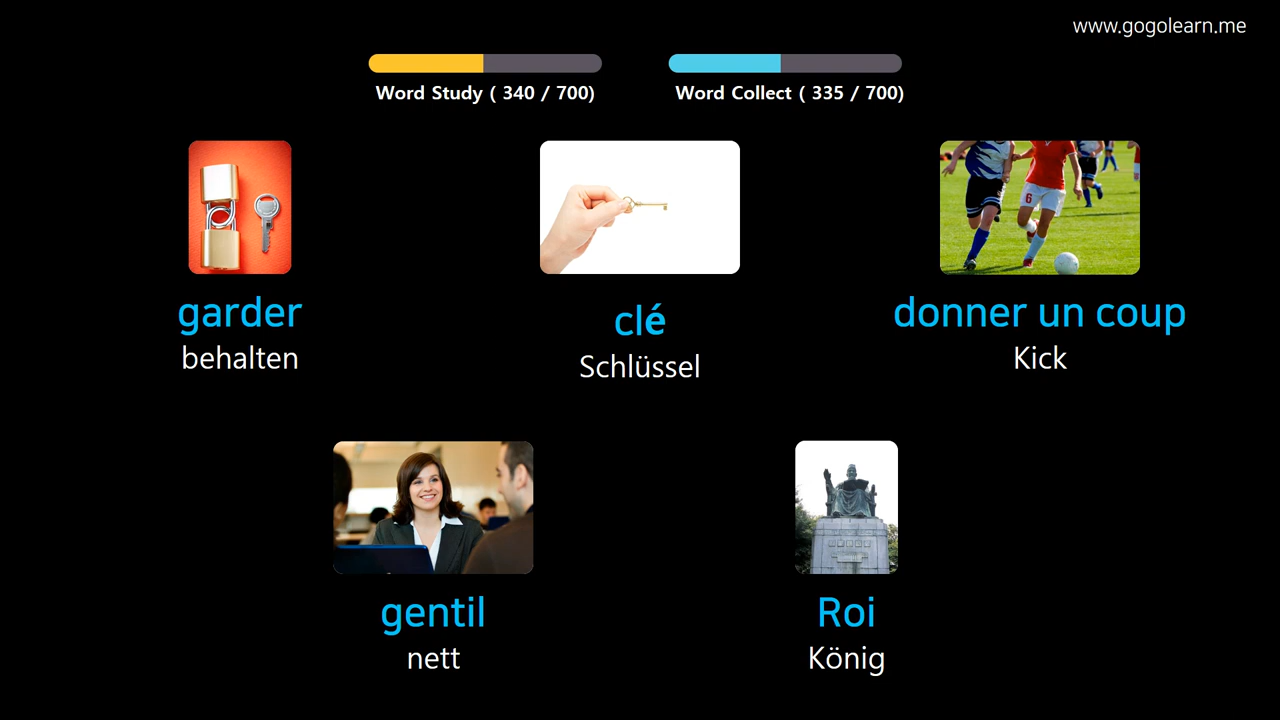 www.gogolearn.me
Word Study ( 340 / 700)
Word Collect ( 335 / 700)
garder
behalten
clé
Schlüssel
donner un coup
Kick
gentil
nett
Roi
König